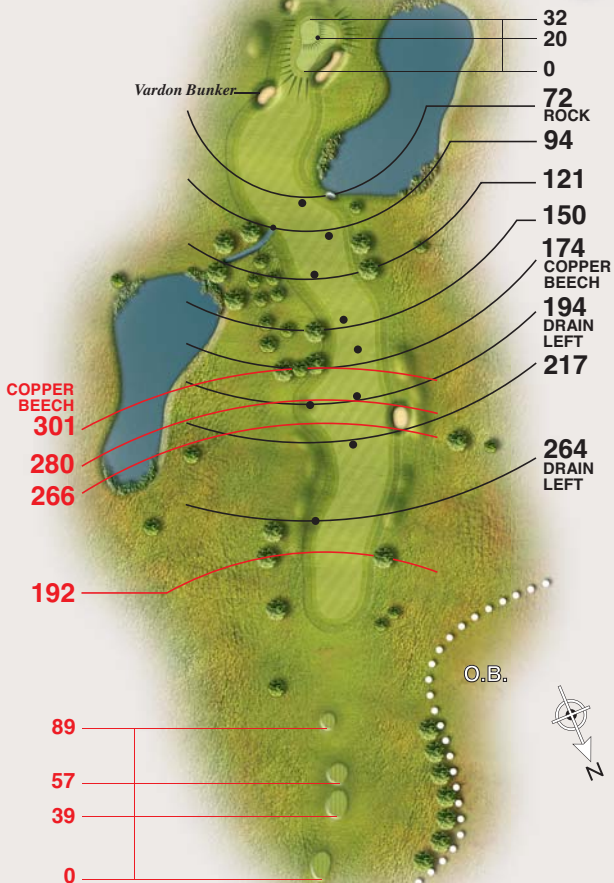 32
20
0
Vardon Bunker
72
ROCK
94
121
150
174
COPPER
BEECH
194
DRAIN
LEFT
217
COPPER
BEECH
301
280
266
264
DRAIN
LEFT
192
O.B.
N
89
57
39
0